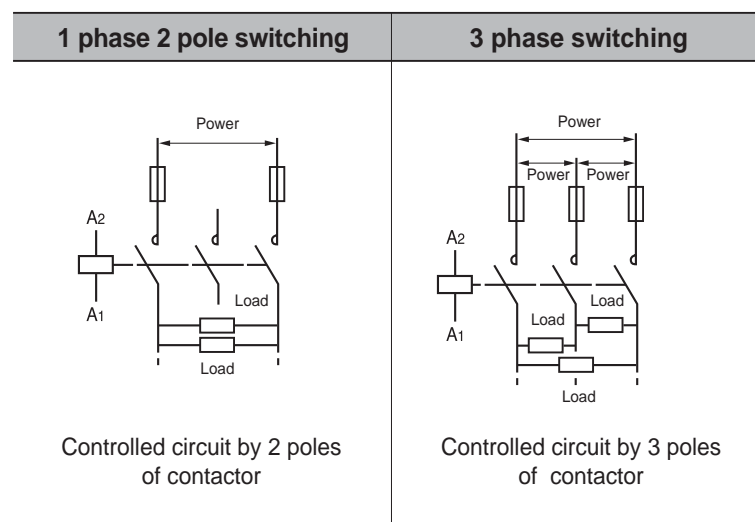 1 phase 2 pole switching
3 phase switching
Power
A2
A1
Load
Load
Controlled circuit by 2 poles
of contactor
Power
Power
Power
A2
A1
Load
Load
Load
Controlled circuit by 3 poles
of contactor